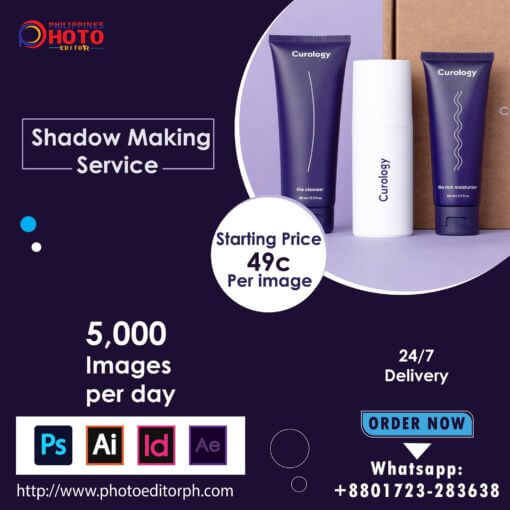 PHILIPPINES
PHOTO
EDITOR
Curology
the cleanser
Curology
Curology
the rich moisturizer
C
Shadow Making
Service
Starting Price
49c
Per image
5,000
Images
per day
24/7
Delivery
Ps
Ai
Id
Ae
ORDER NOW
Whatsapp:
+8801723-283638
http://www.photoeditorph.com